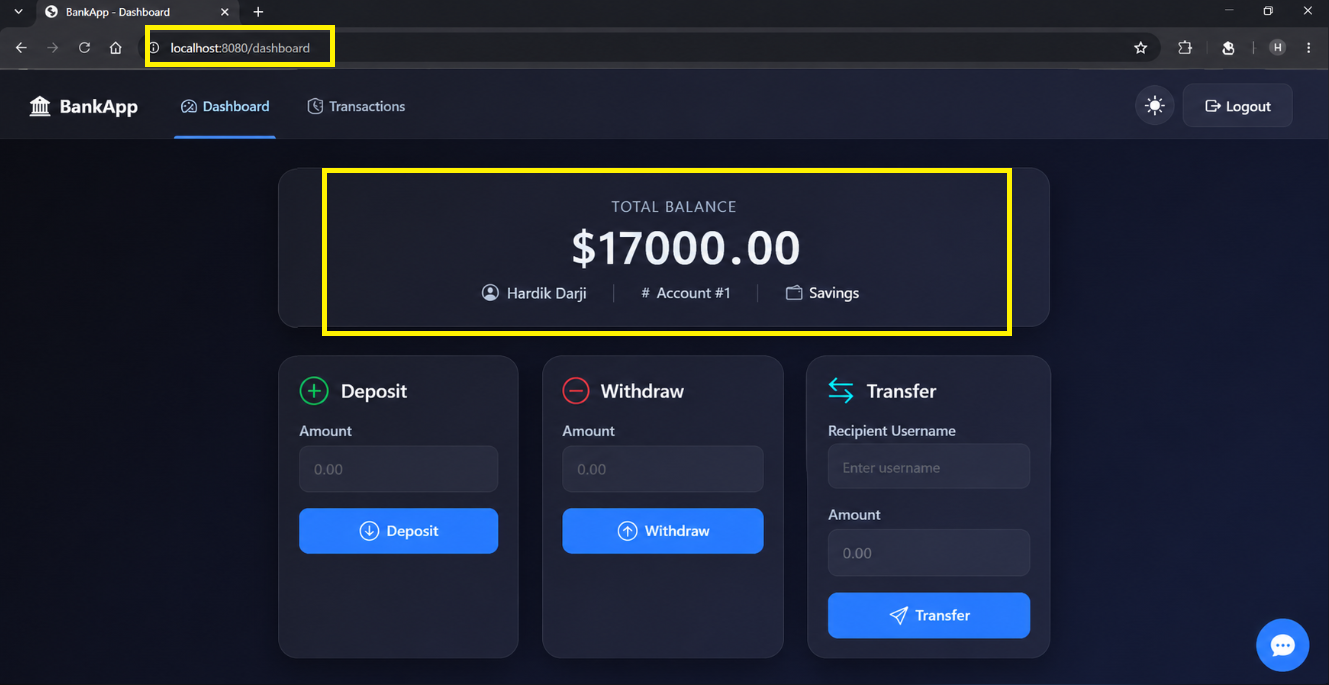 BankApp - Dashboard
localhost:8080/dashboard
H
BankApp
Dashboard
Transactions
Logout
TOTAL BALANCE
$17000.00
Hardik Darji
# Account #1
Savings
Deposit
Amount
0.00
Deposit
Withdraw
Amount
0.00
Withdraw
Transfer
Recipient Username
Enter username
Amount
0.00
Transfer